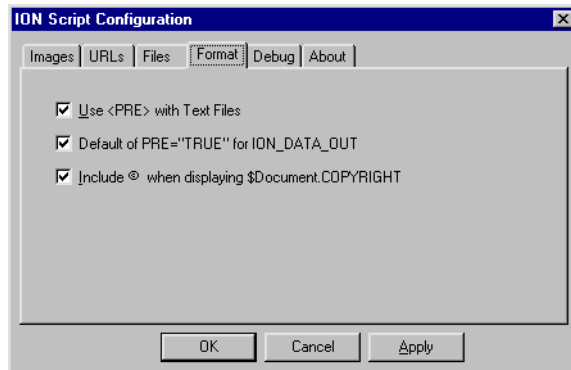 ION Script Configuration
Images URLs Files Format Debug About
Use <PRE> with Text Files
Default of PRE="TRUE" for ION_DATA_OUT
Include © when displaying $Document.COPYRIGHT
OK Cancel Apply